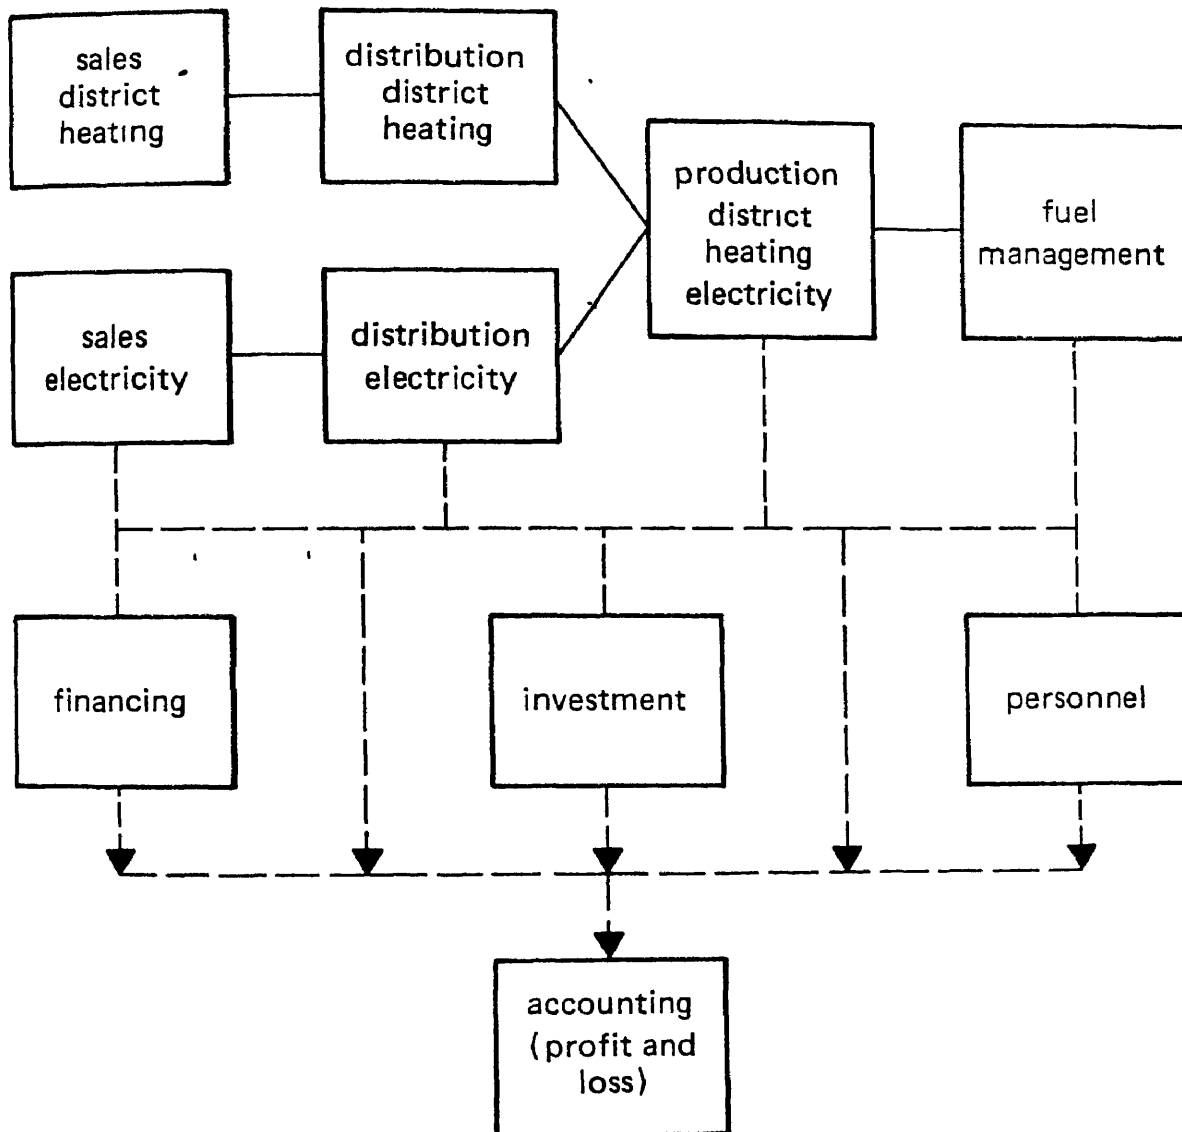 sales
district
heating
distribution
district
heating
production
district
heating
electricity
fuel
management
sales
electricity
distribution
electricity
financing
investment
personnel
accounting
(profit and
loss)